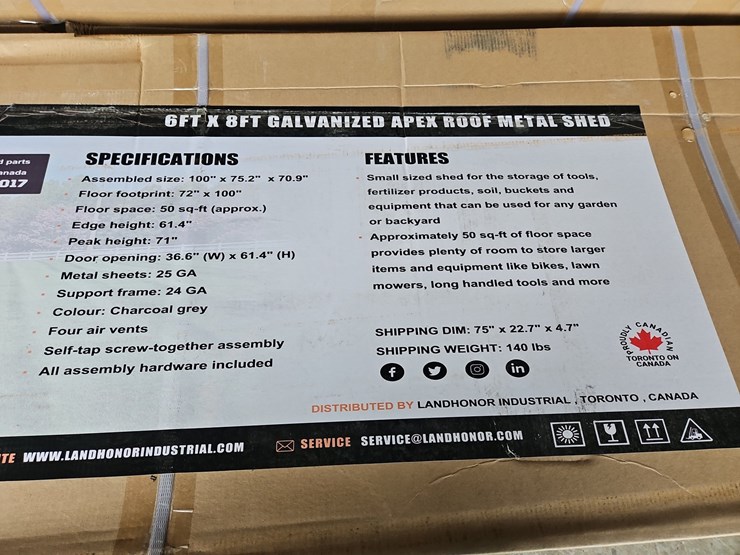 6FT X 8FT GALVANIZED APEX ROOF METAL SHED
d parts
anada
017
SPECIFICATIONS
Assembled size: 100" x 75.2" x 70.9"
Floor footprint: 72" x 100"
Floor space: 50 sq-ft (approx.)
Edge height: 61.4"
Peak height: 71"
Door opening: 36.6" (W) x 61.4" (H)
Metal sheets: 25 GA
Support frame: 24 GA
Colour: Charcoal grey
Four air vents
Self-tap screw-together assembly
All assembly hardware included
FEATURES
Small sized shed for the storage of tools,
fertilizer products, soil, buckets and
equipment that can be used for any garden
or backyard
Approximately 50 sq-ft of floor space
provides plenty of room to store larger
items and equipment like bikes, lawn
mowers, long handled tools and more
SHIPPING DIM: 75" x 22.7" x 4.7"
SHIPPING WEIGHT: 140 lbs
PROUDLY CANADIAN
TORONTO ON
CANADA
DISTRIBUTED BY LANDHONOR INDUSTRIAL , TORONTO , CANADA
ITE WWW.LANDHONORINDUSTRIAL.COM SERVICE SERVICE@LANDHONOR.COM